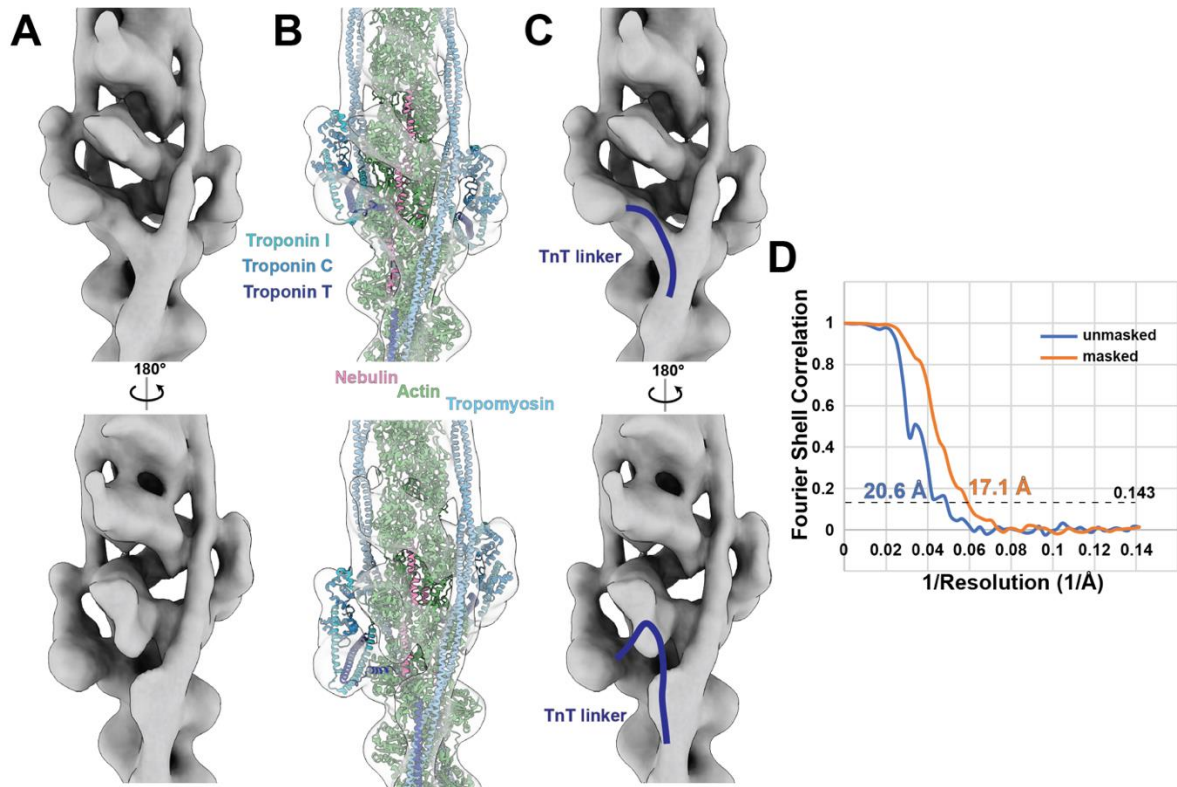 A
B
C
Troponin I
Troponin C
Troponin T
TnT linker
180°
Nebulin
Actin
Tropomyosin
180°
TnT linker
D
Fourier Shell Correlation
1
0.8
0.6
0.4
0.2
0
unmasked
masked
20.6 Å
17.1 Å
0.143
0 0.02 0.04 0.06 0.08 0.1 0.12 0.14
1/Resolution (1/Å)